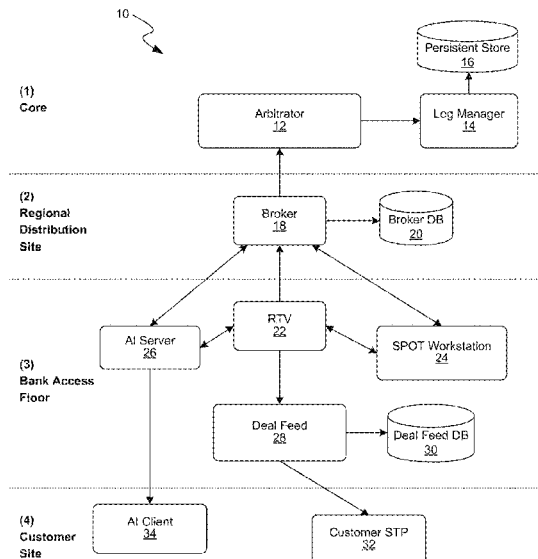 10
Persistent Store
16
(1)
Core
Arbitrator
12
Log Manager
14
(2)
Regional
Distribution
Site
Broker
18
Broker DB
20
(3)
Bank Access
Floor
AI Server
26
RTV
22
SPOT Workstation
24
Deal Feed
28
Deal Feed DB
30
(4)
Customer
Site
AI Client
34
Customer STP
32